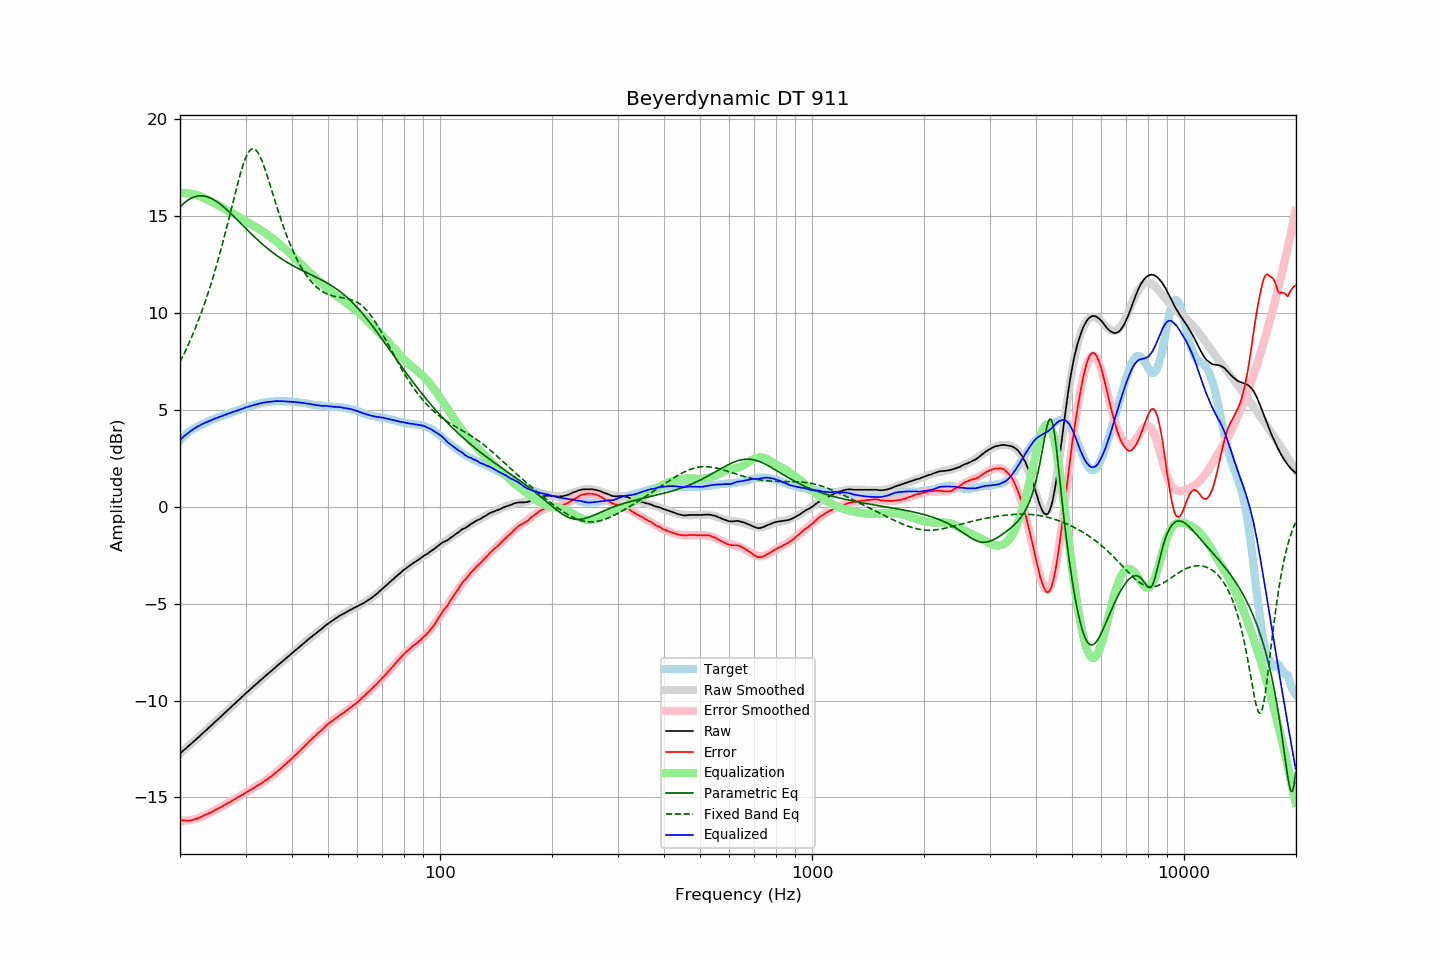 Beyerdynamic DT 911
Amplitude (dBr)
20
15
10
5
0
−5
−10
−15
Target
Raw Smoothed
Error Smoothed
Raw
Error
Equalization
Parametric Eq
Fixed Band Eq
Equalized
100
1000
10000
Frequency (Hz)